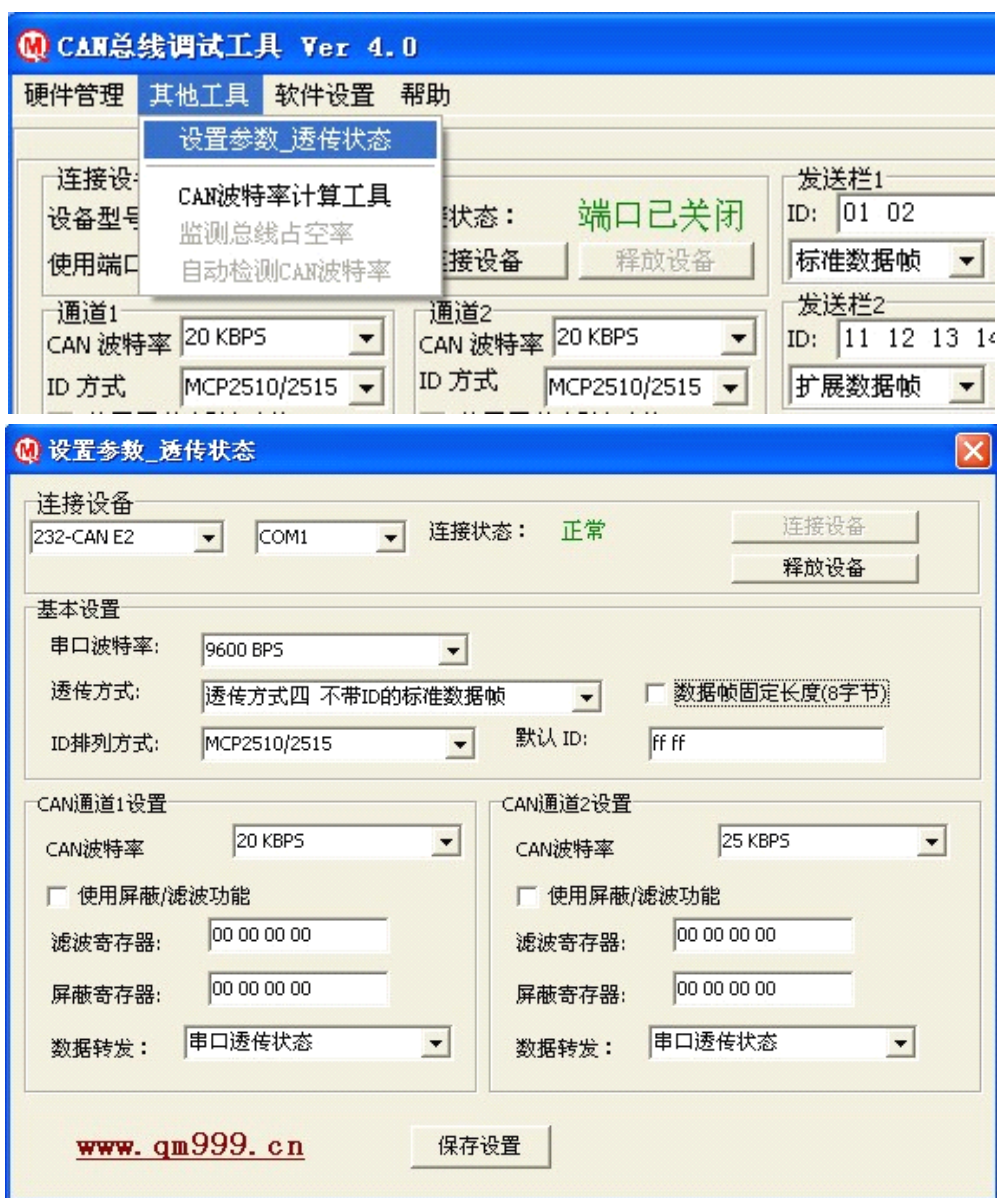 CAN总线调试工具 Ver 4.0
硬件管理 其他工具 软件设置 帮助
设置参数_透传状态
CAN波特率计算工具
监测总线占空率
自动检测CAN波特率
连接设
设备型号
状态： 端口已关闭
使用端口
接设备 释放设备
发送栏1
ID: 01 02
标准数据帧
通道1
CAN 波特率 20 KBPS
ID 方式 MCP2510/2515
通道2
CAN 波特率 20 KBPS
ID 方式 MCP2510/2515
发送栏2
ID: 11 12 13 14
扩展数据帧
设置参数_透传状态
连接设备
232-CAN E2 COM1 连接状态： 正常 连接设备
释放设备
基本设置
串口波特率: 9600 BPS
透传方式: 透传方式四 不带ID的标准数据帧 数据帧固定长度(8字节)
ID排列方式: MCP2510/2515 默认 ID: ff ff
CAN通道1设置
CAN波特率 20 KBPS
使用屏蔽/滤波功能
滤波寄存器: 00 00 00 00
屏蔽寄存器: 00 00 00 00
数据转发： 串口透传状态
CAN通道2设置
CAN波特率 25 KBPS
使用屏蔽/滤波功能
滤波寄存器: 00 00 00 00
屏蔽寄存器: 00 00 00 00
数据转发： 串口透传状态
www.qm999.cn 保存设置